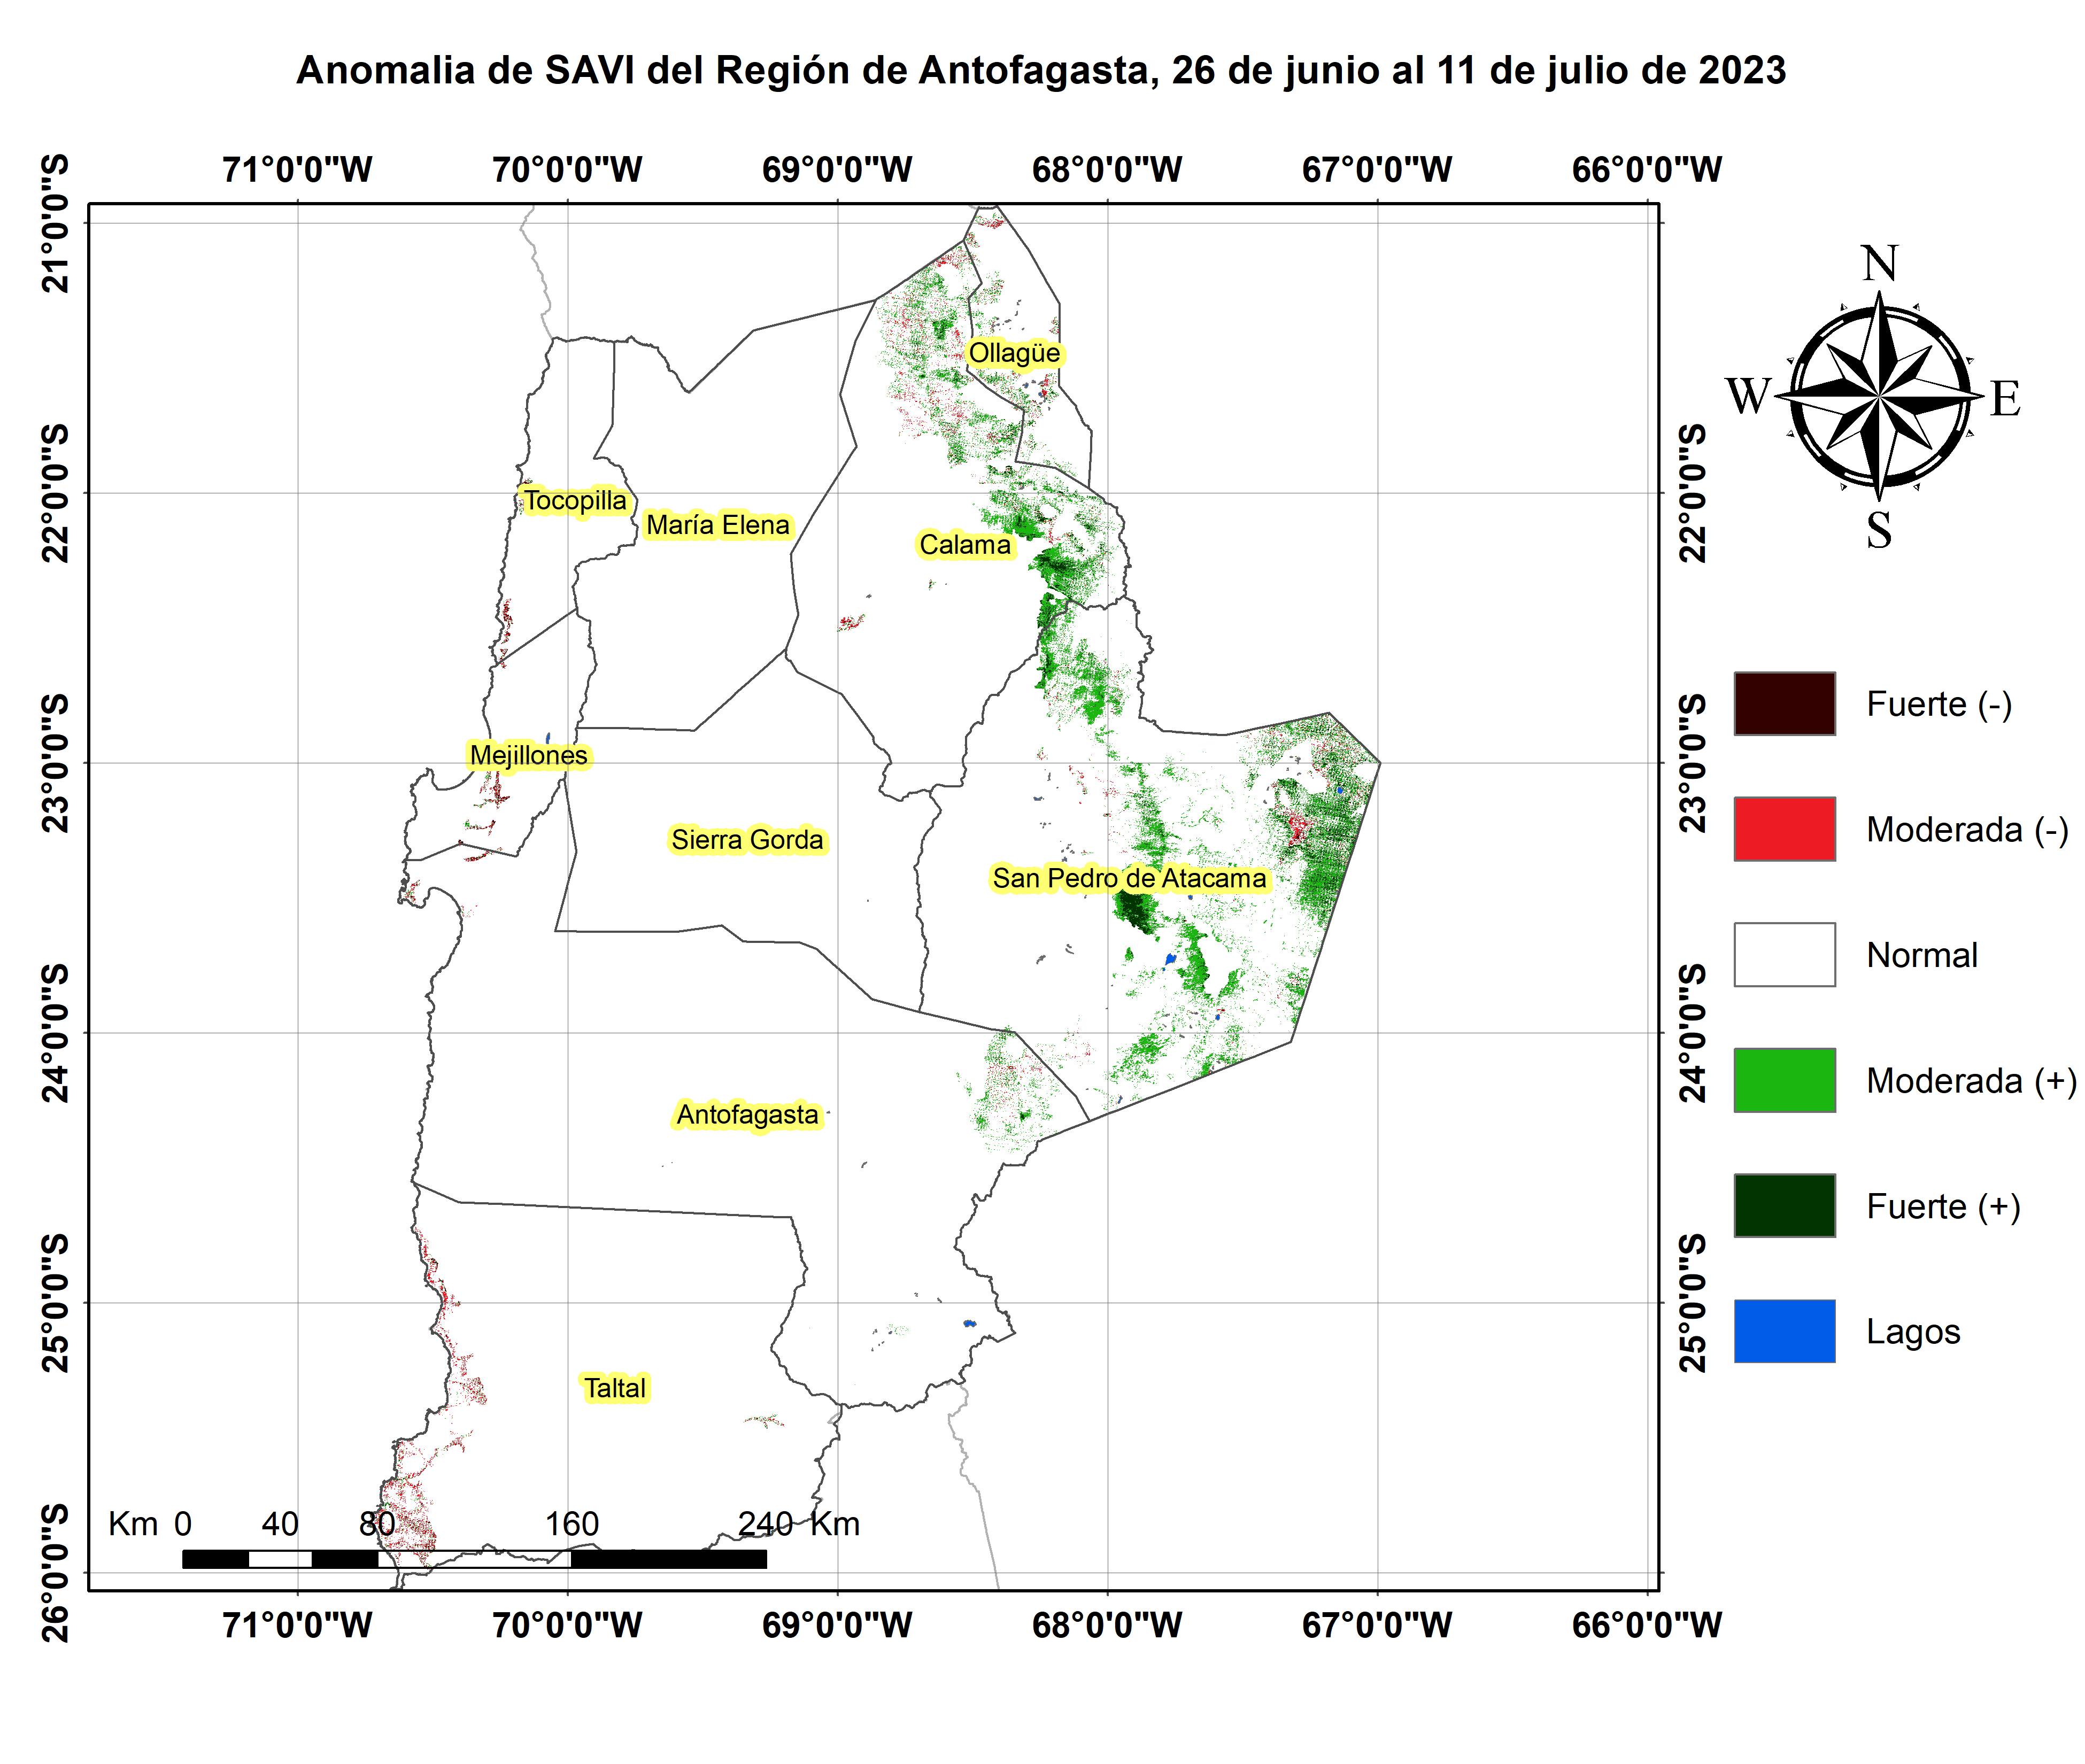 Anomalia de SAVI del Región de Antofagasta, 26 de junio al 11 de julio de 2023
71°0'0"W 70°0'0"W 69°0'0"W 68°0'0"W 67°0'0"W 66°0'0"W
21°0'0"S
22°0'0"S
23°0'0"S
24°0'0"S
25°0'0"S
26°0'0"S
Ollagüe
Tocopilla
María Elena
Calama
Mejillones
Sierra Gorda
San Pedro de Atacama
Antofagasta
Taltal
Km 0 40 80 160 240 Km
22°0'0"S
23°0'0"S
24°0'0"S
25°0'0"S
71°0'0"W 70°0'0"W 69°0'0"W 68°0'0"W 67°0'0"W 66°0'0"W
N
W E
S
Fuerte (-)
Moderada (-)
Normal
Moderada (+)
Fuerte (+)
Lagos